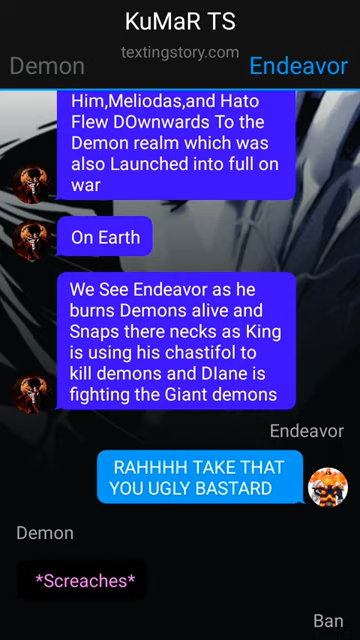 KuMaR TS
textingstory.com
Demon
Endeavor
Him,Meliodas,and Hato
Flew DOwnwards To the
Demon realm which was
also Launched into full on
war
On Earth
We See Endeavor as he
burns Demons alive and
Snaps there necks as King
is using his chastifol to
kill demons and DIane is
fighting the Giant demons
Endeavor
RAHHHH TAKE THAT
YOU UGLY BASTARD
Demon
*Screaches*
Ban